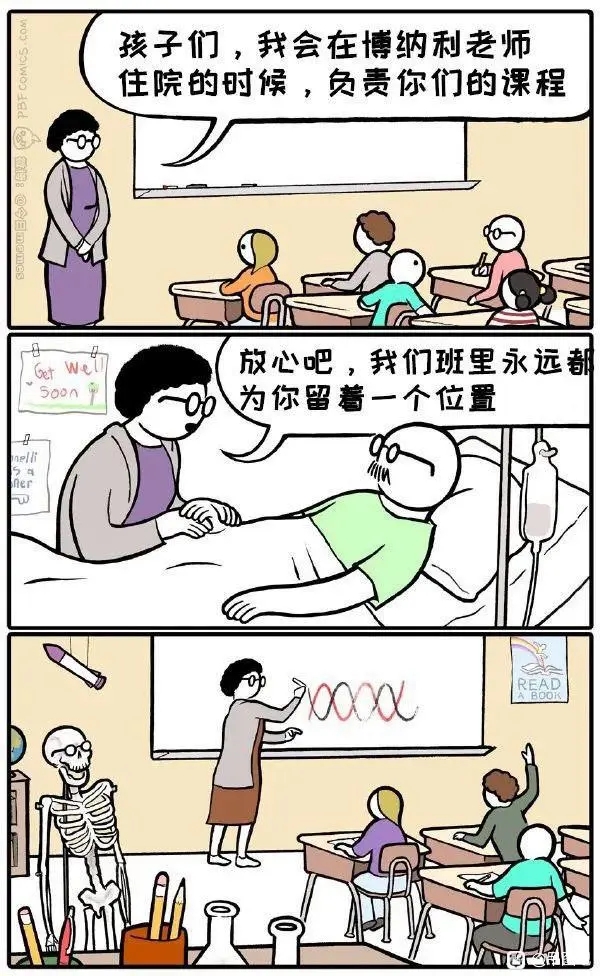 孩子们，我会在博纳利老师
住院的时候，负责你们的课程
PBFCOMICS.COM
Get Well
Soon
nelli
s a
放心吧，我们班里永远都
为你留着一个位置
READ
A BOOK